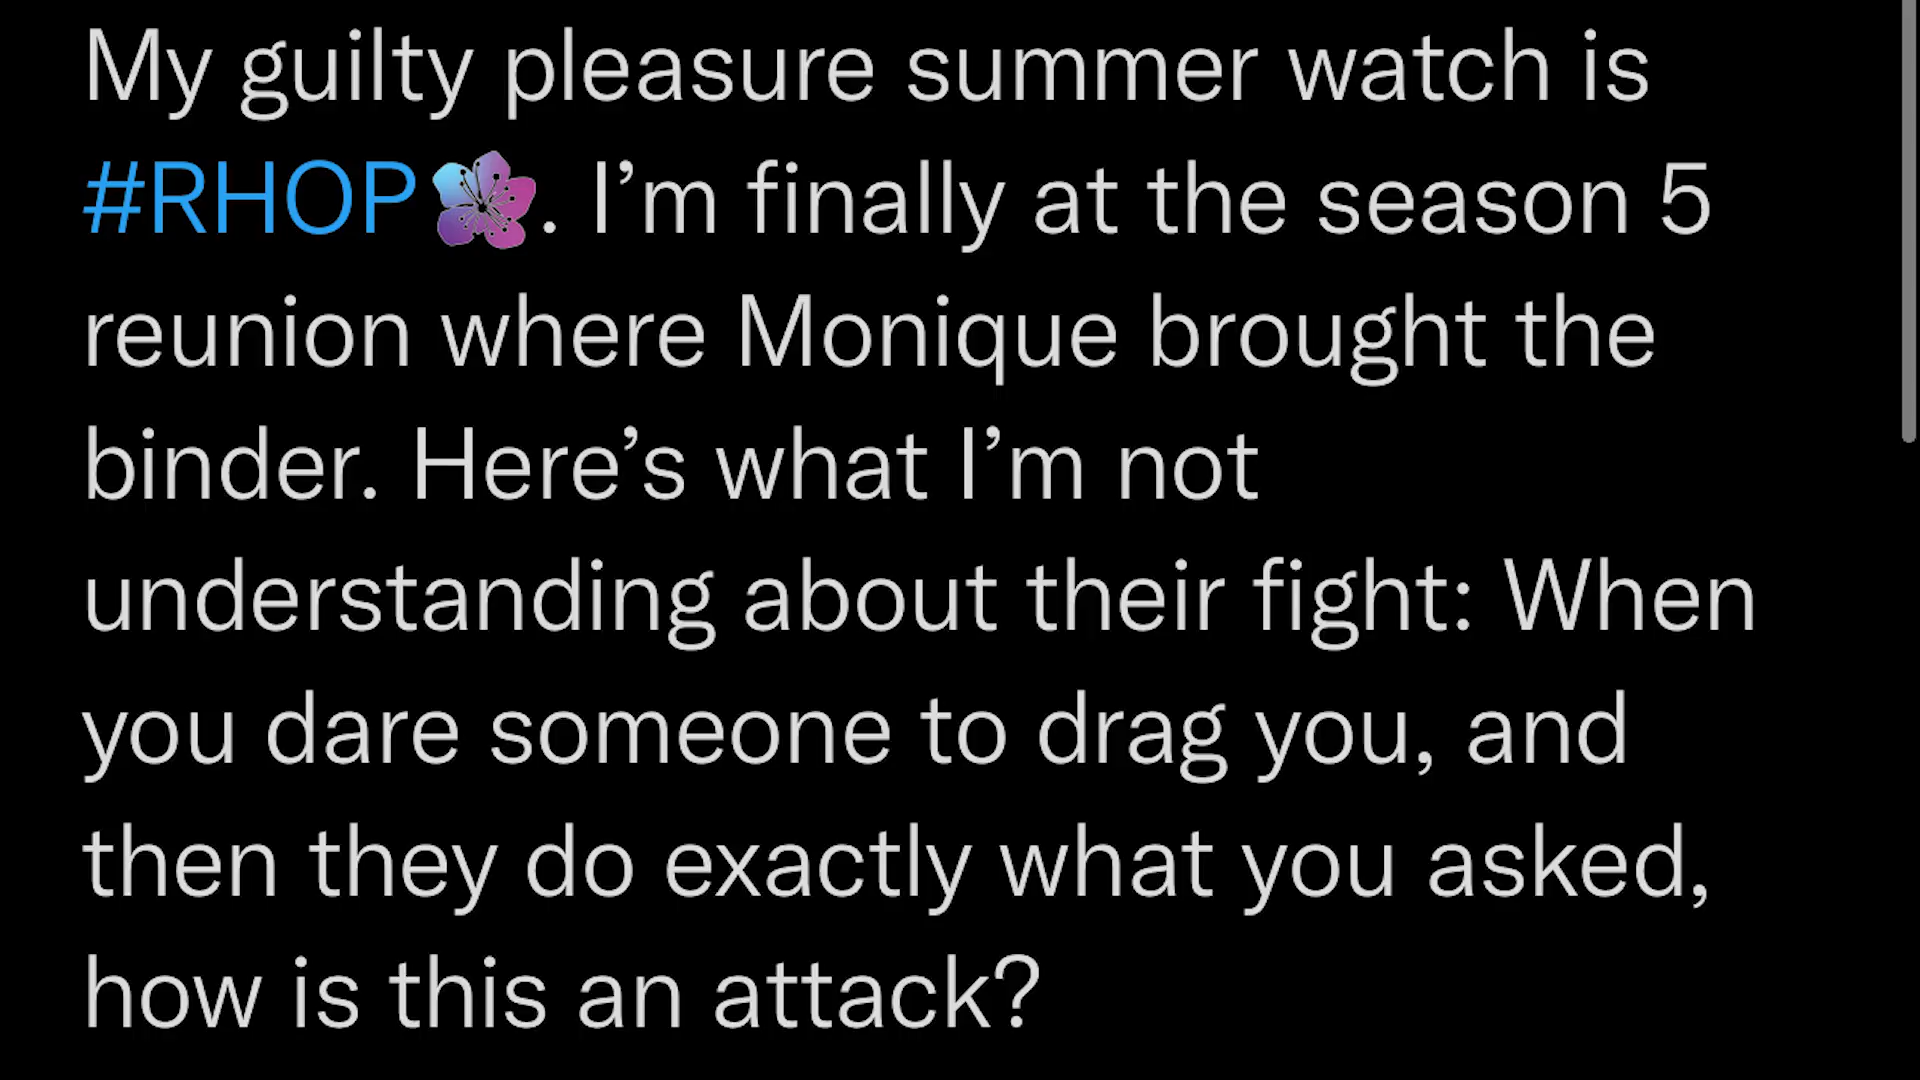 My guilty pleasure summer watch is
#RHOP. I’m finally at the season 5
reunion where Monique brought the
binder. Here’s what I’m not
understanding about their fight: When
you dare someone to drag you, and
then they do exactly what you asked,
how is this an attack?